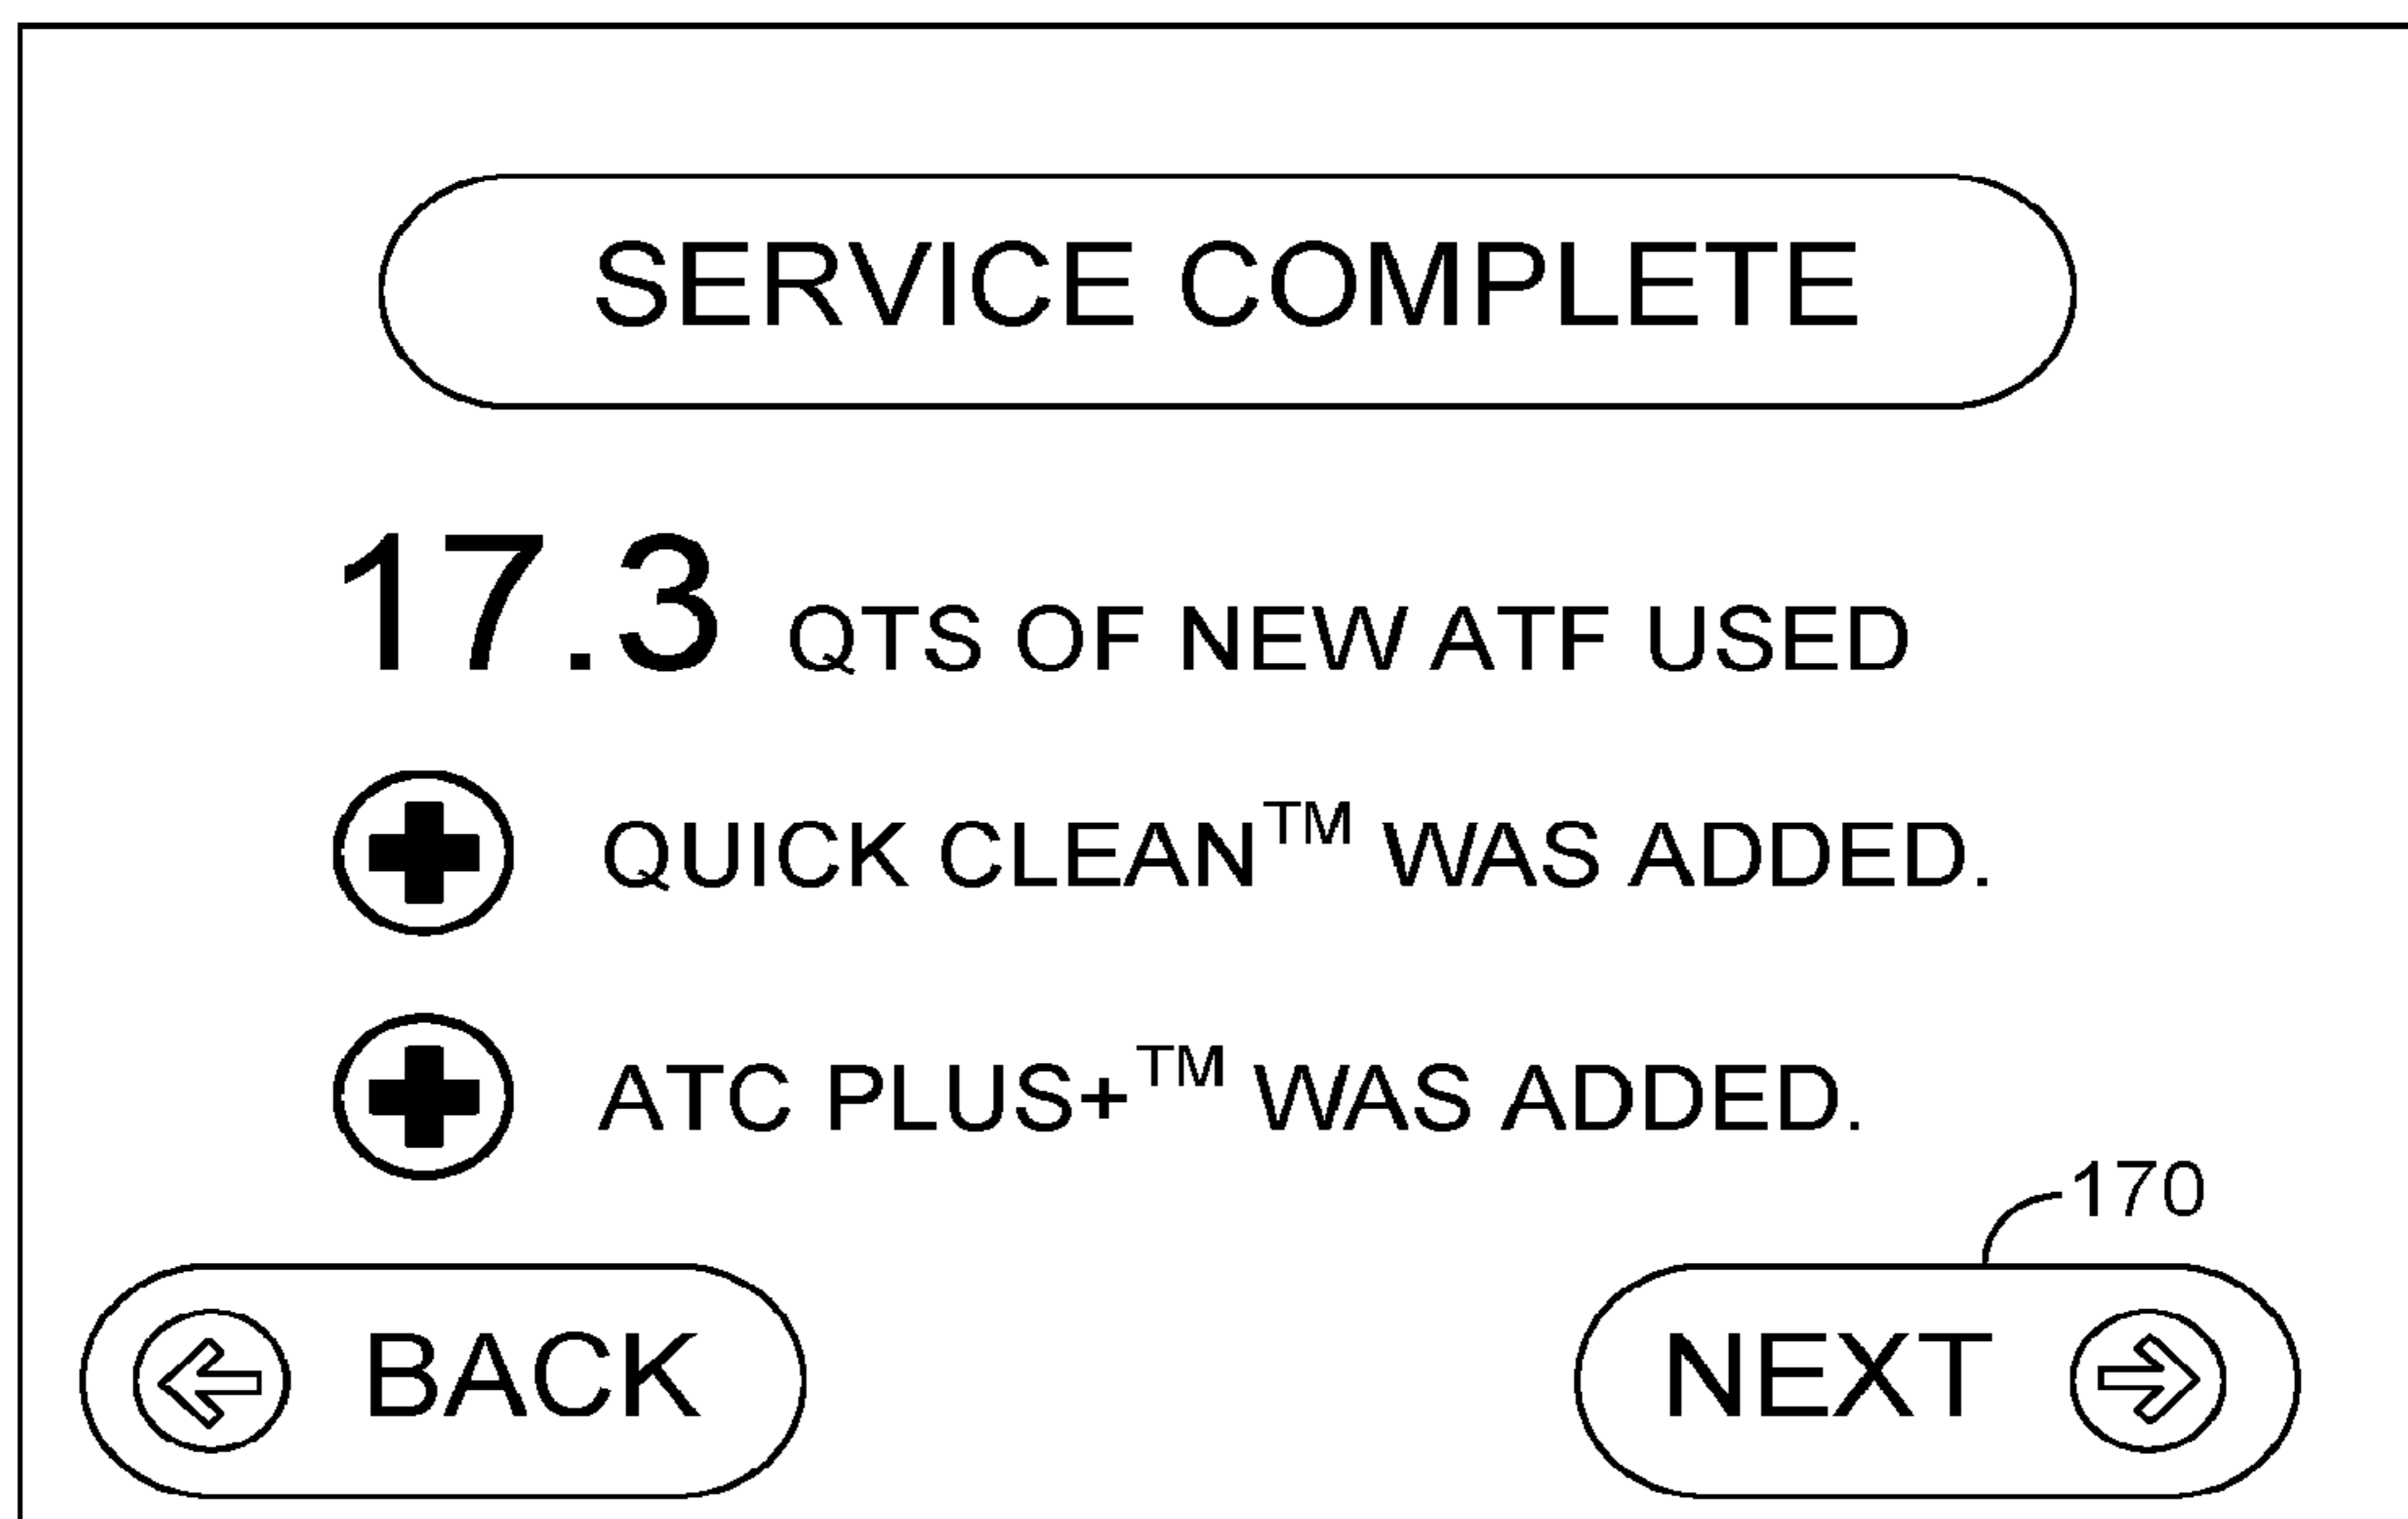 SERVICE COMPLETE
17.3 QTS OF NEW ATF USED
QUICK CLEAN™ WAS ADDED.
ATC PLUS+™ WAS ADDED.
170
BACK
NEXT